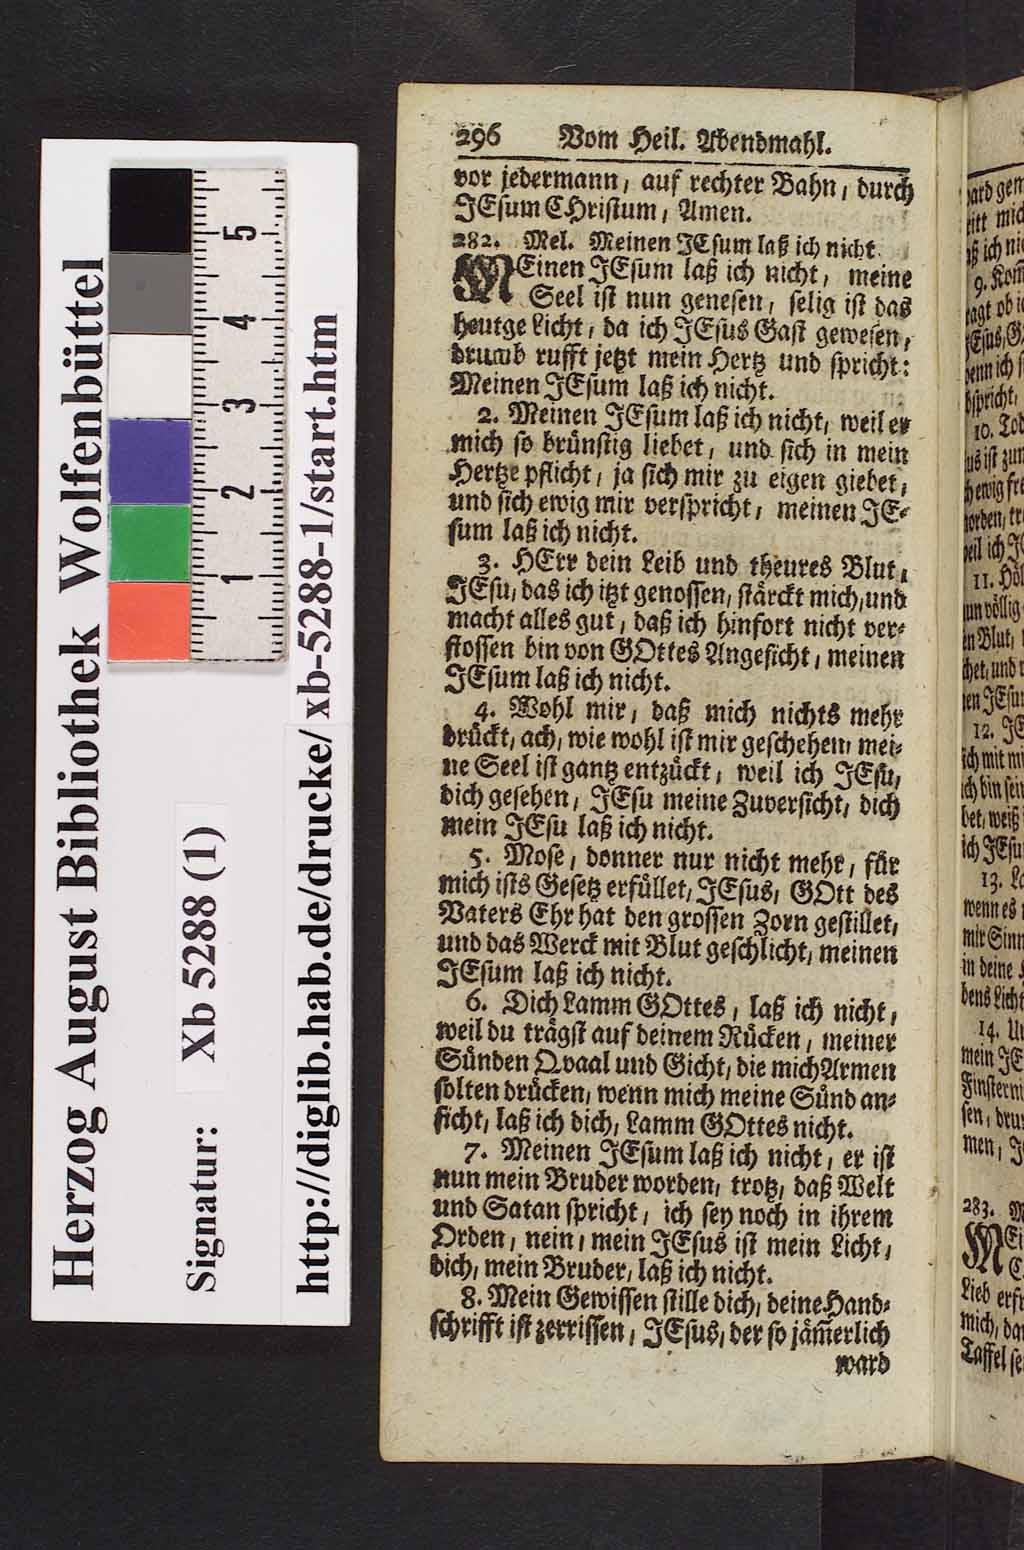 296 Vom Heil. Abendmahl.
vor jedermann, auf rechter Bahn, durch
JEsum CHristum, Amen.
282. Mel. Meinen JEsum laß ich nicht.
MEinen JEsum laß ich nicht, meine
Seel ist nun genesen, selig ist das
heutge Licht, da ich JEsus Gast gewesen,
drumb rufft jetzt mein Hertz und spricht:
Meinen JEsum laß ich nicht.
2. Meinen JEsum laß ich nicht, weil er
mich so brünstig liebet, und sich in mein
Hertze pflicht, ja sich mir zu eigen giebet,
und sich ewig mir verspricht, meinen JE-
sum laß ich nicht.
3. HErr dein Leib und theures Blut,
JEsu, das ich itzt genossen, stärckt mich, und
macht alles gut, daß ich hinfort nicht ver-
stossen bin von GOttes Angesicht, meinen
JEsum laß ich nicht.
4. Wohl mir, daß mich nichts mehr
drückt, ach, wie wohl ist mir geschehen, mei-
ne Seel ist gantz entzückt, weil ich JEsu,
dich gesehen, JEsu meine Zuversicht, dich
mein JEsu laß ich nicht.
5. Mose, donner nur nicht mehr, für
mich ists Gesetz erfüllet, JEsus, GOtt des
Vaters Ehr hat den grossen Zorn gestillet,
und das Werck mit Blut geschlicht, meinen
JEsum laß ich nicht.
6. Dich Lamm GOttes, laß ich nicht,
weil du trägst auf deinem Rücken, meiner
Sünden Qvaal und Gicht, die mich Armen
solten drücken, wenn mich meine Sünd an-
ficht, laß ich dich, Lamm GOttes nicht.
7. Meinen JEsum laß ich nicht, er ist
nun mein Bruder worden, trotz, daß Welt
und Satan spricht, ich sey noch in ihrem
Orden, nein, mein JEsus ist mein Licht,
dich, mein Bruder, laß ich nicht.
8. Mein Gewissen stille dich, deine Hand-
schrifft ist zerrissen, JEsus, der so jäm̃erlich
ward
Herzog August Bibliothek Wolfenbüttel
Signatur: Xb 5288 (1)
http://diglib.hab.de/drucke/xb-5288-1/start.htm
5
4
3
2
1
9.
10.
11.
12.
13.
14.
283.